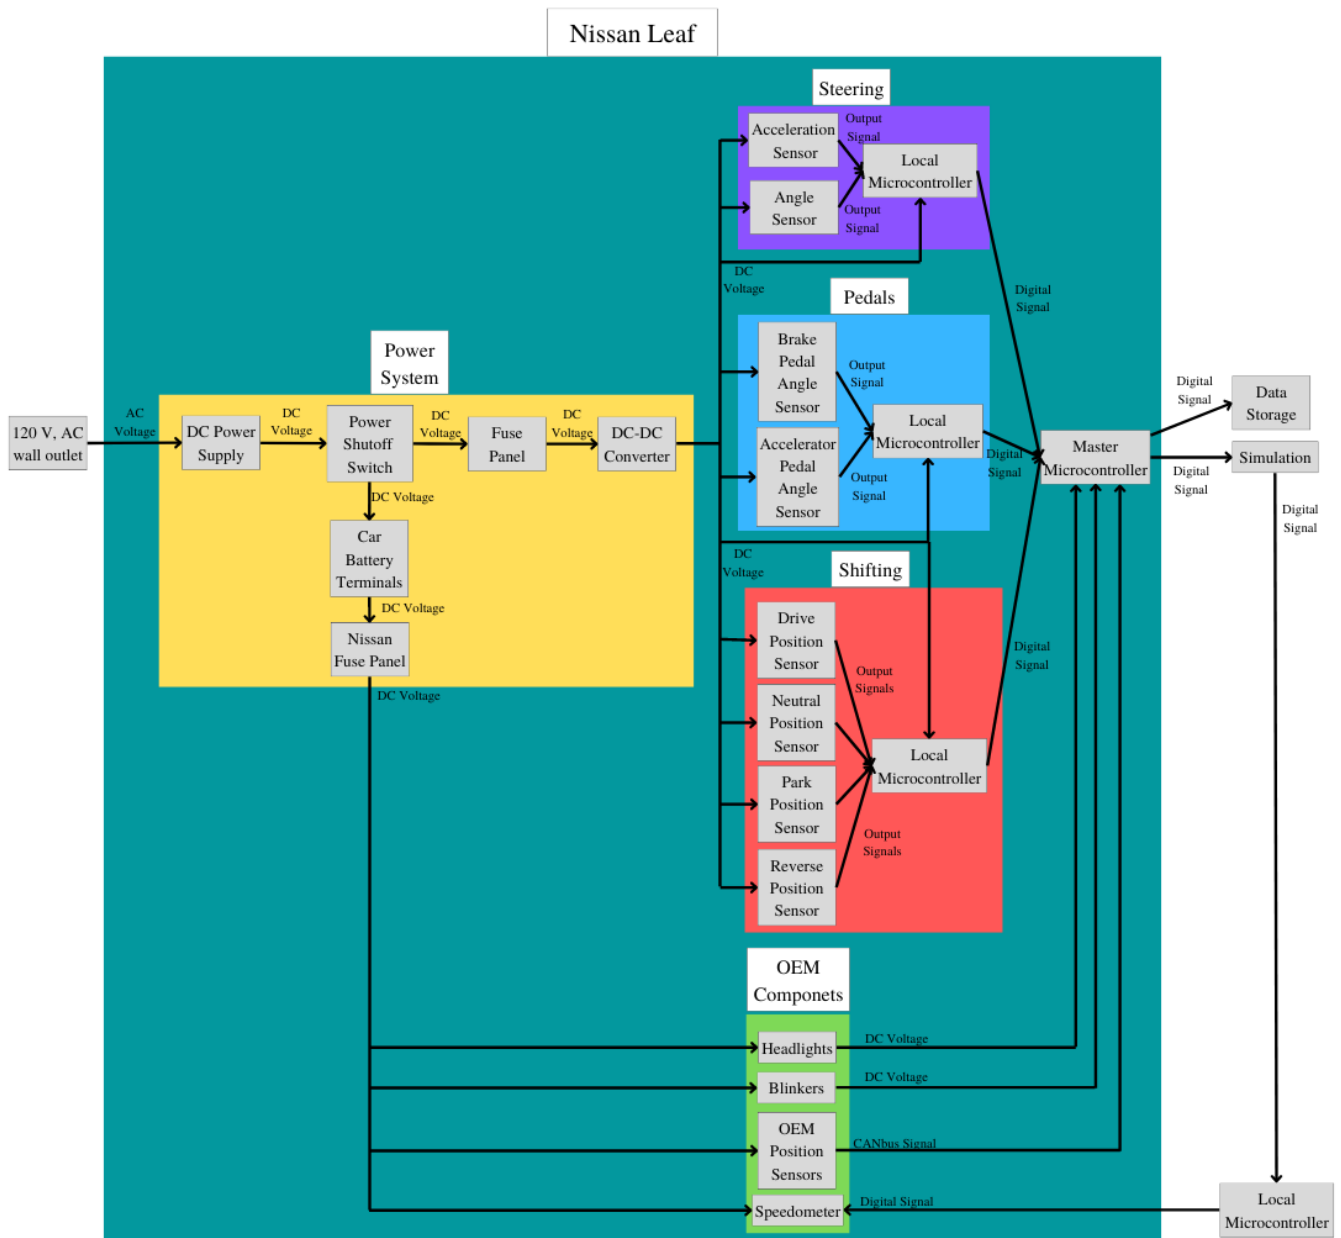 Nissan Leaf
Steering
Acceleration
Sensor
Output
Signal
Local
Microcontroller
Angle
Sensor
Output
Signal
DC
Voltage
Digital
Signal
Pedals
Brake
Pedal
Angle
Sensor
Output
Signal
Local
Microcontroller
Accelerator
Pedal
Angle
Sensor
Output
Signal
Digital
Signal
Power
System
120 V, AC
wall outlet
AC
Voltage
DC Power
Supply
DC
Voltage
Power
Shutoff
Switch
DC
Voltage
Fuse
Panel
DC
Voltage
DC-DC
Converter
DC Voltage
Car
Battery
Terminals
DC Voltage
Nissan
Fuse Panel
DC Voltage
Master
Microcontroller
Digital
Signal
Data
Storage
Digital
Signal
Simulation
Digital
Signal
DC
Voltage
Shifting
Drive
Position
Sensor
Output
Signals
Digital
Signal
Neutral
Position
Sensor
Local
Microcontroller
Park
Position
Sensor
Output
Signals
Reverse
Position
Sensor
OEM
Componets
Headlights
DC Voltage
Blinkers
DC Voltage
OEM
Position
Sensors
CANbus Signal
Speedometer
Digital Signal
Local
Microcontroller